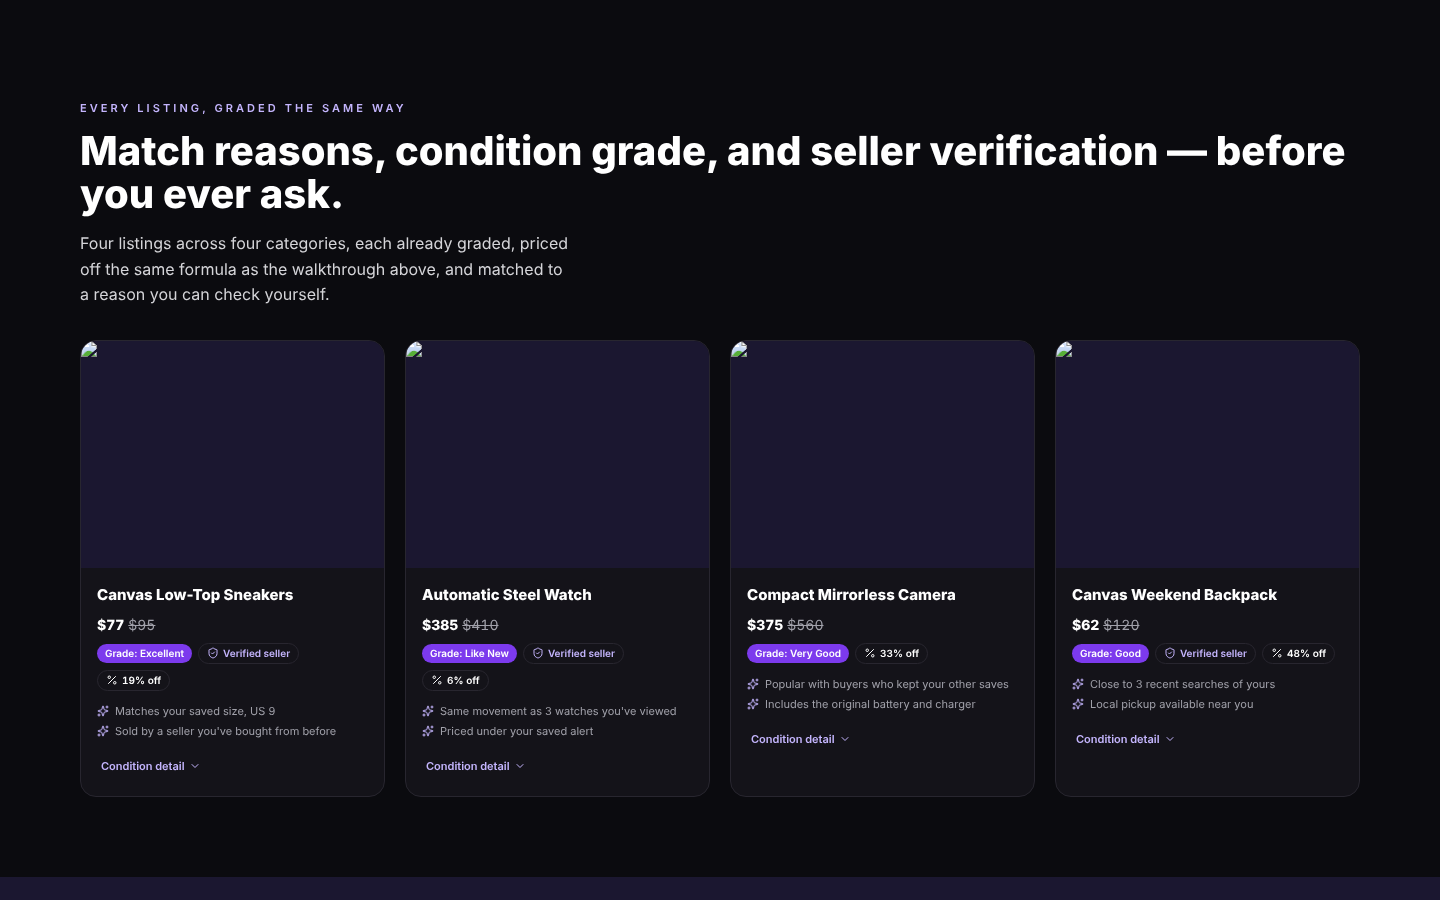 EVERY LISTING, GRADED THE SAME WAY
Match reasons, condition grade, and seller verification — before
you ever ask.
Four listings across four categories, each already graded, priced
off the same formula as the walkthrough above, and matched to
a reason you can check yourself.
Canvas Low-Top Sneakers
$77 $95
Grade: Excellent Verified seller
19% off
Matches your saved size, US 9
Sold by a seller you've bought from before
Condition detail
Automatic Steel Watch
$385 $410
Grade: Like New Verified seller
6% off
Same movement as 3 watches you've viewed
Priced under your saved alert
Condition detail
Compact Mirrorless Camera
$375 $560
Grade: Very Good 33% off
Popular with buyers who kept your other saves
Includes the original battery and charger
Condition detail
Canvas Weekend Backpack
$62 $120
Grade: Good Verified seller 48% off
Close to 3 recent searches of yours
Local pickup available near you
Condition detail